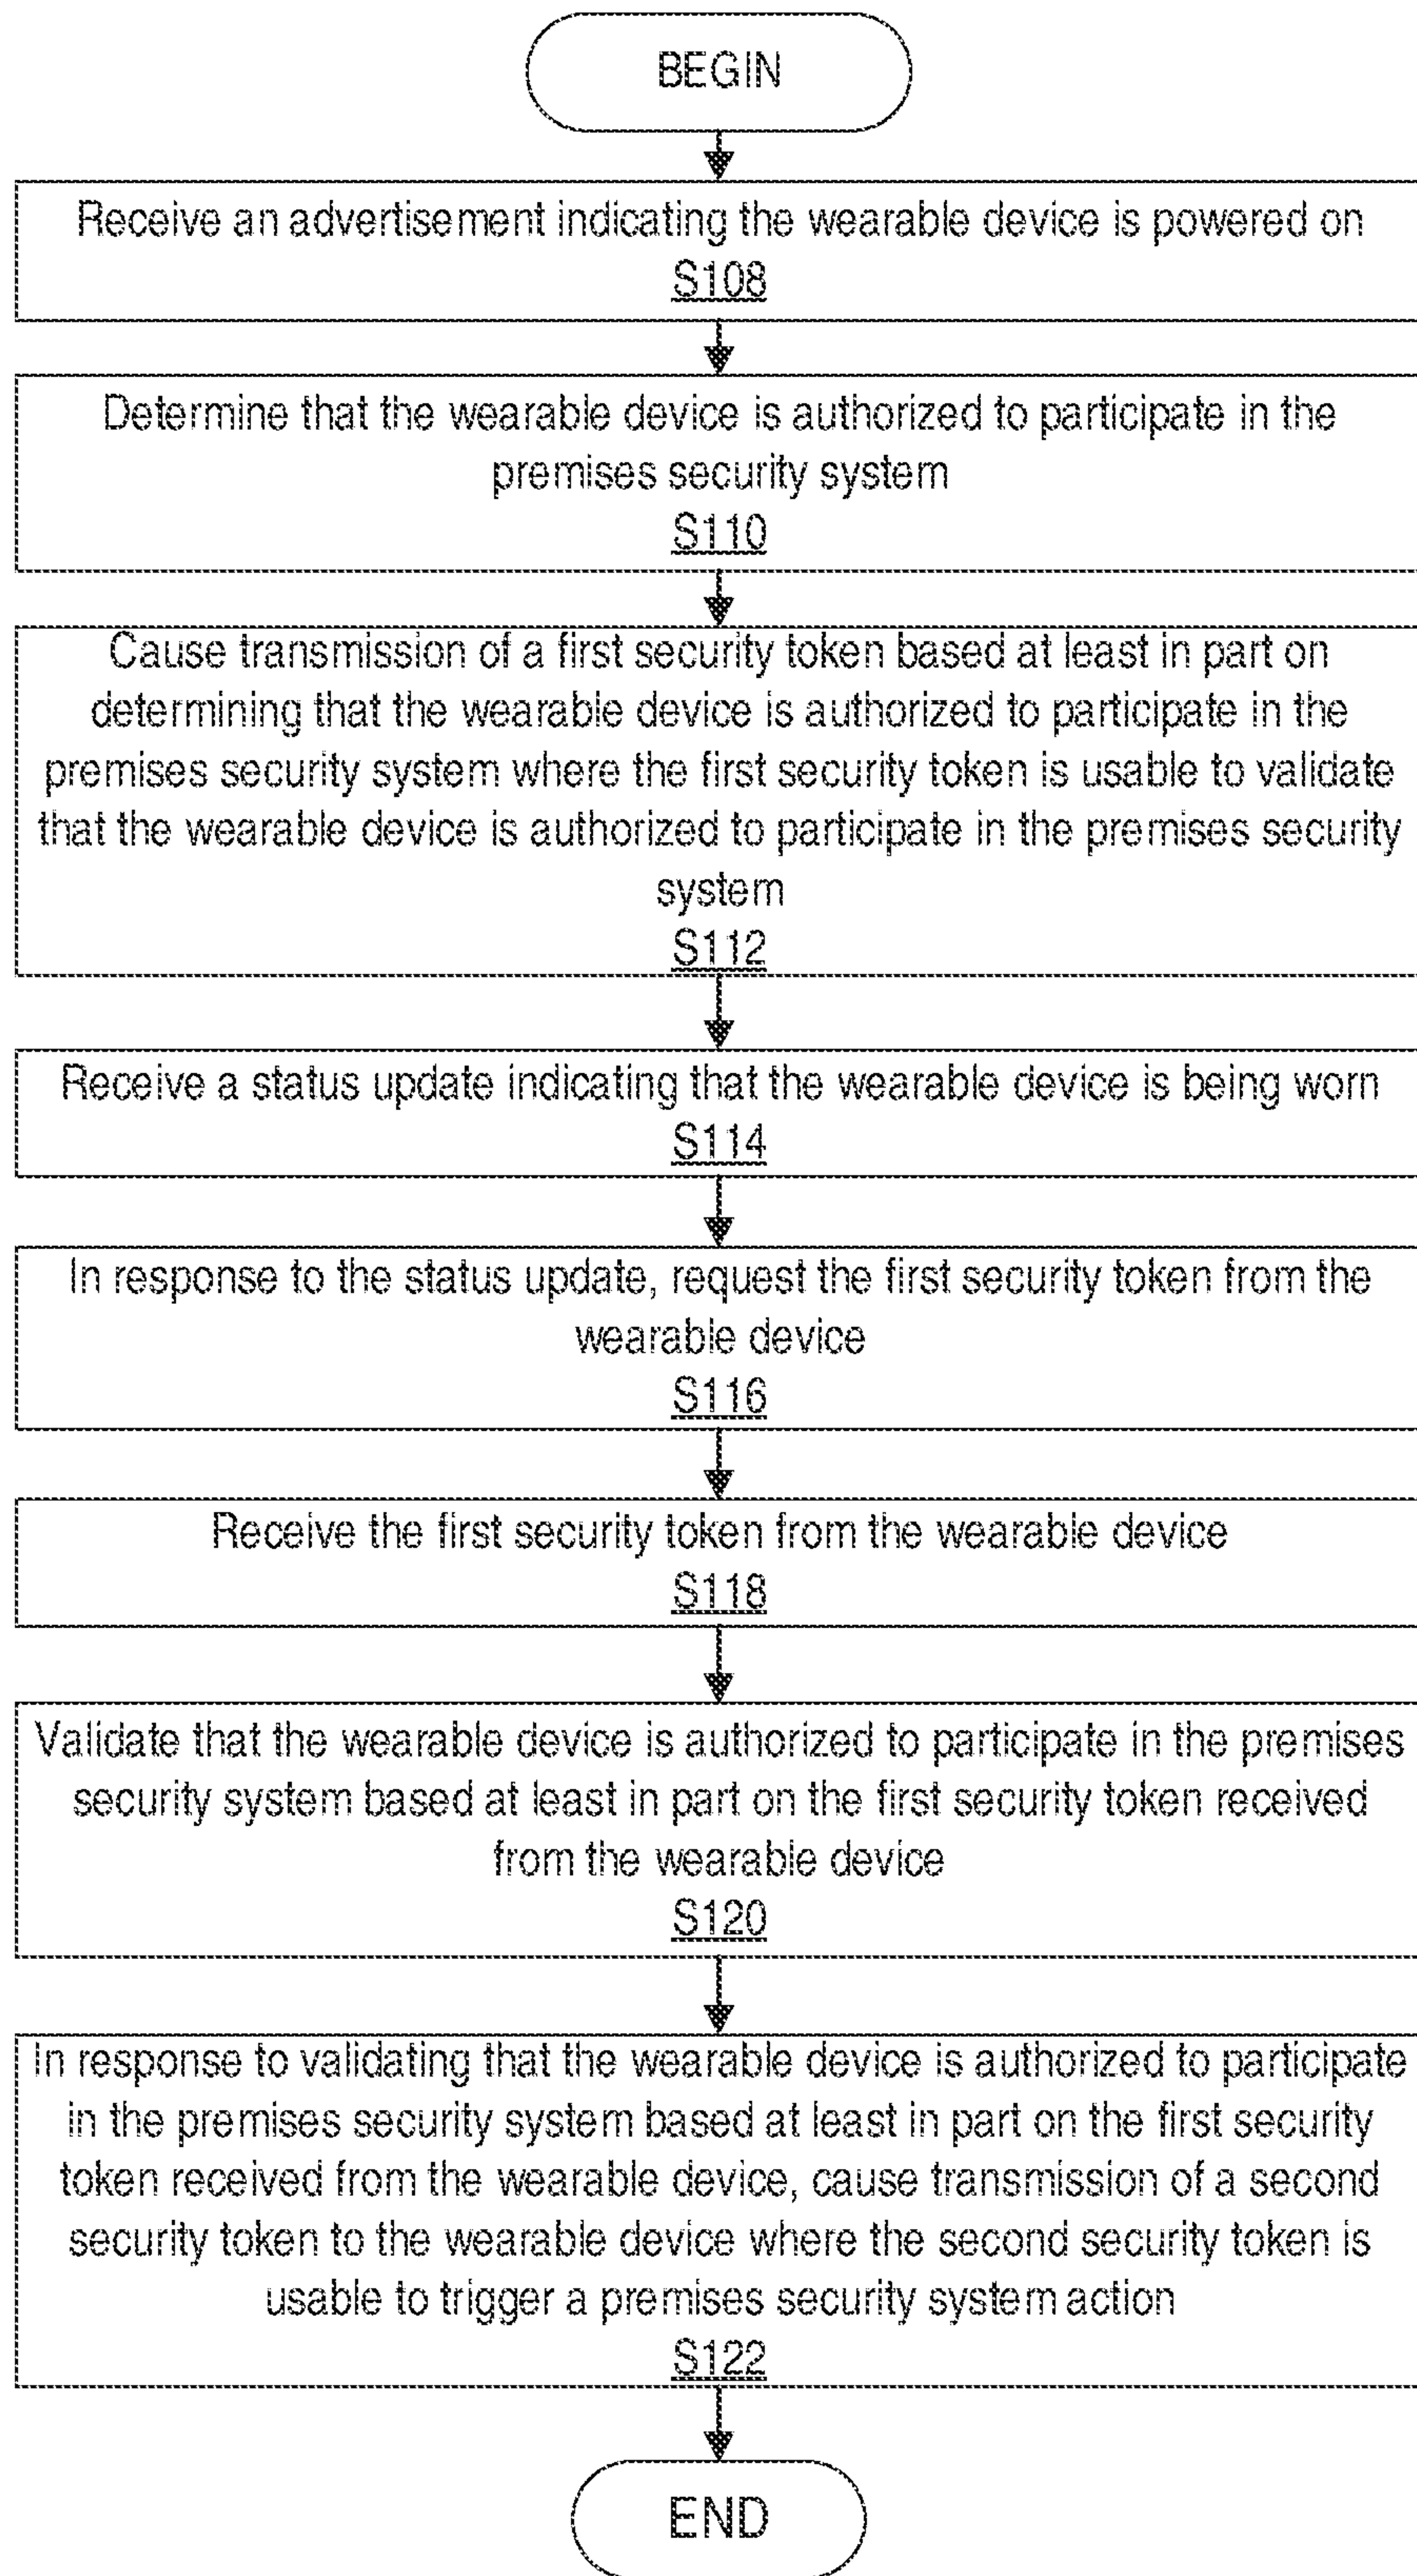 BEGIN
Receive an advertisement indicating the wearable device is powered on
S108
Determine that the wearable device is authorized to participate in the
premises security system
S110
Cause transmission of a first security token based at least in part on
determining that the wearable device is authorized to participate in the
premises security system where the first security token is usable to validate
that the wearable device is authorized to participate in the premises security
system
S112
Receive a status update indicating that the wearable device is being worn
S114
In response to the status update, request the first security token from the
wearable device
S116
Receive the first security token from the wearable device
S118
Validate that the wearable device is authorized to participate in the premises
security system based at least in part on the first security token received
from the wearable device
S120
In response to validating that the wearable device is authorized to participate
in the premises security system based at least in part on the first security
token received from the wearable device, cause transmission of a second
security token to the wearable device where the second security token is
usable to trigger a premises security system action
S122
END